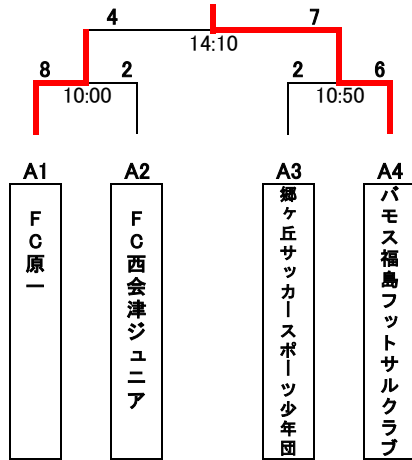 4 7
14:10
8 2 2 6
10:00 10:50
A1 A2 A3 A4
FC原一
FC西会津ジュニア
郷ヶ丘サッカースポーツ少年団
バモス福島フットサルクラブ